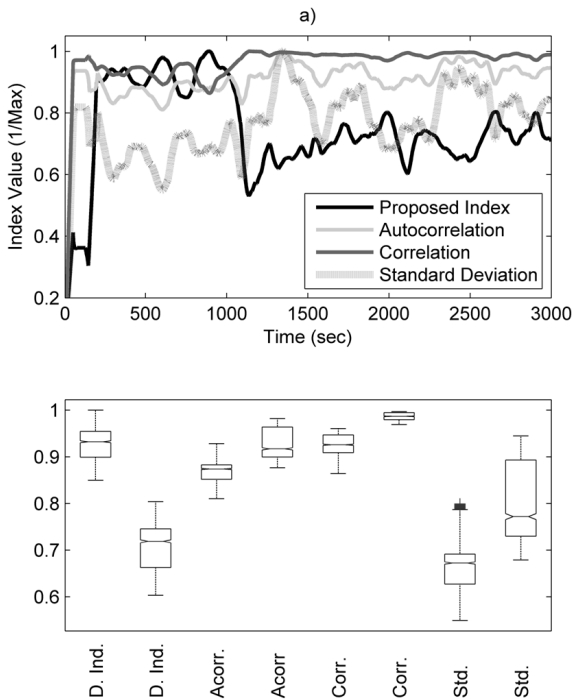 a)
Index Value (1/Max)
1
0.8
0.6
0.4
0.2
Proposed Index
Autocorrelation
Correlation
Standard Deviation
0 500 1000 1500 2000 2500 3000
Time (sec)
1
0.9
0.8
0.7
0.6
D. Ind. D. Ind. Acorr. Acorr Corr. Corr. Std. Std.